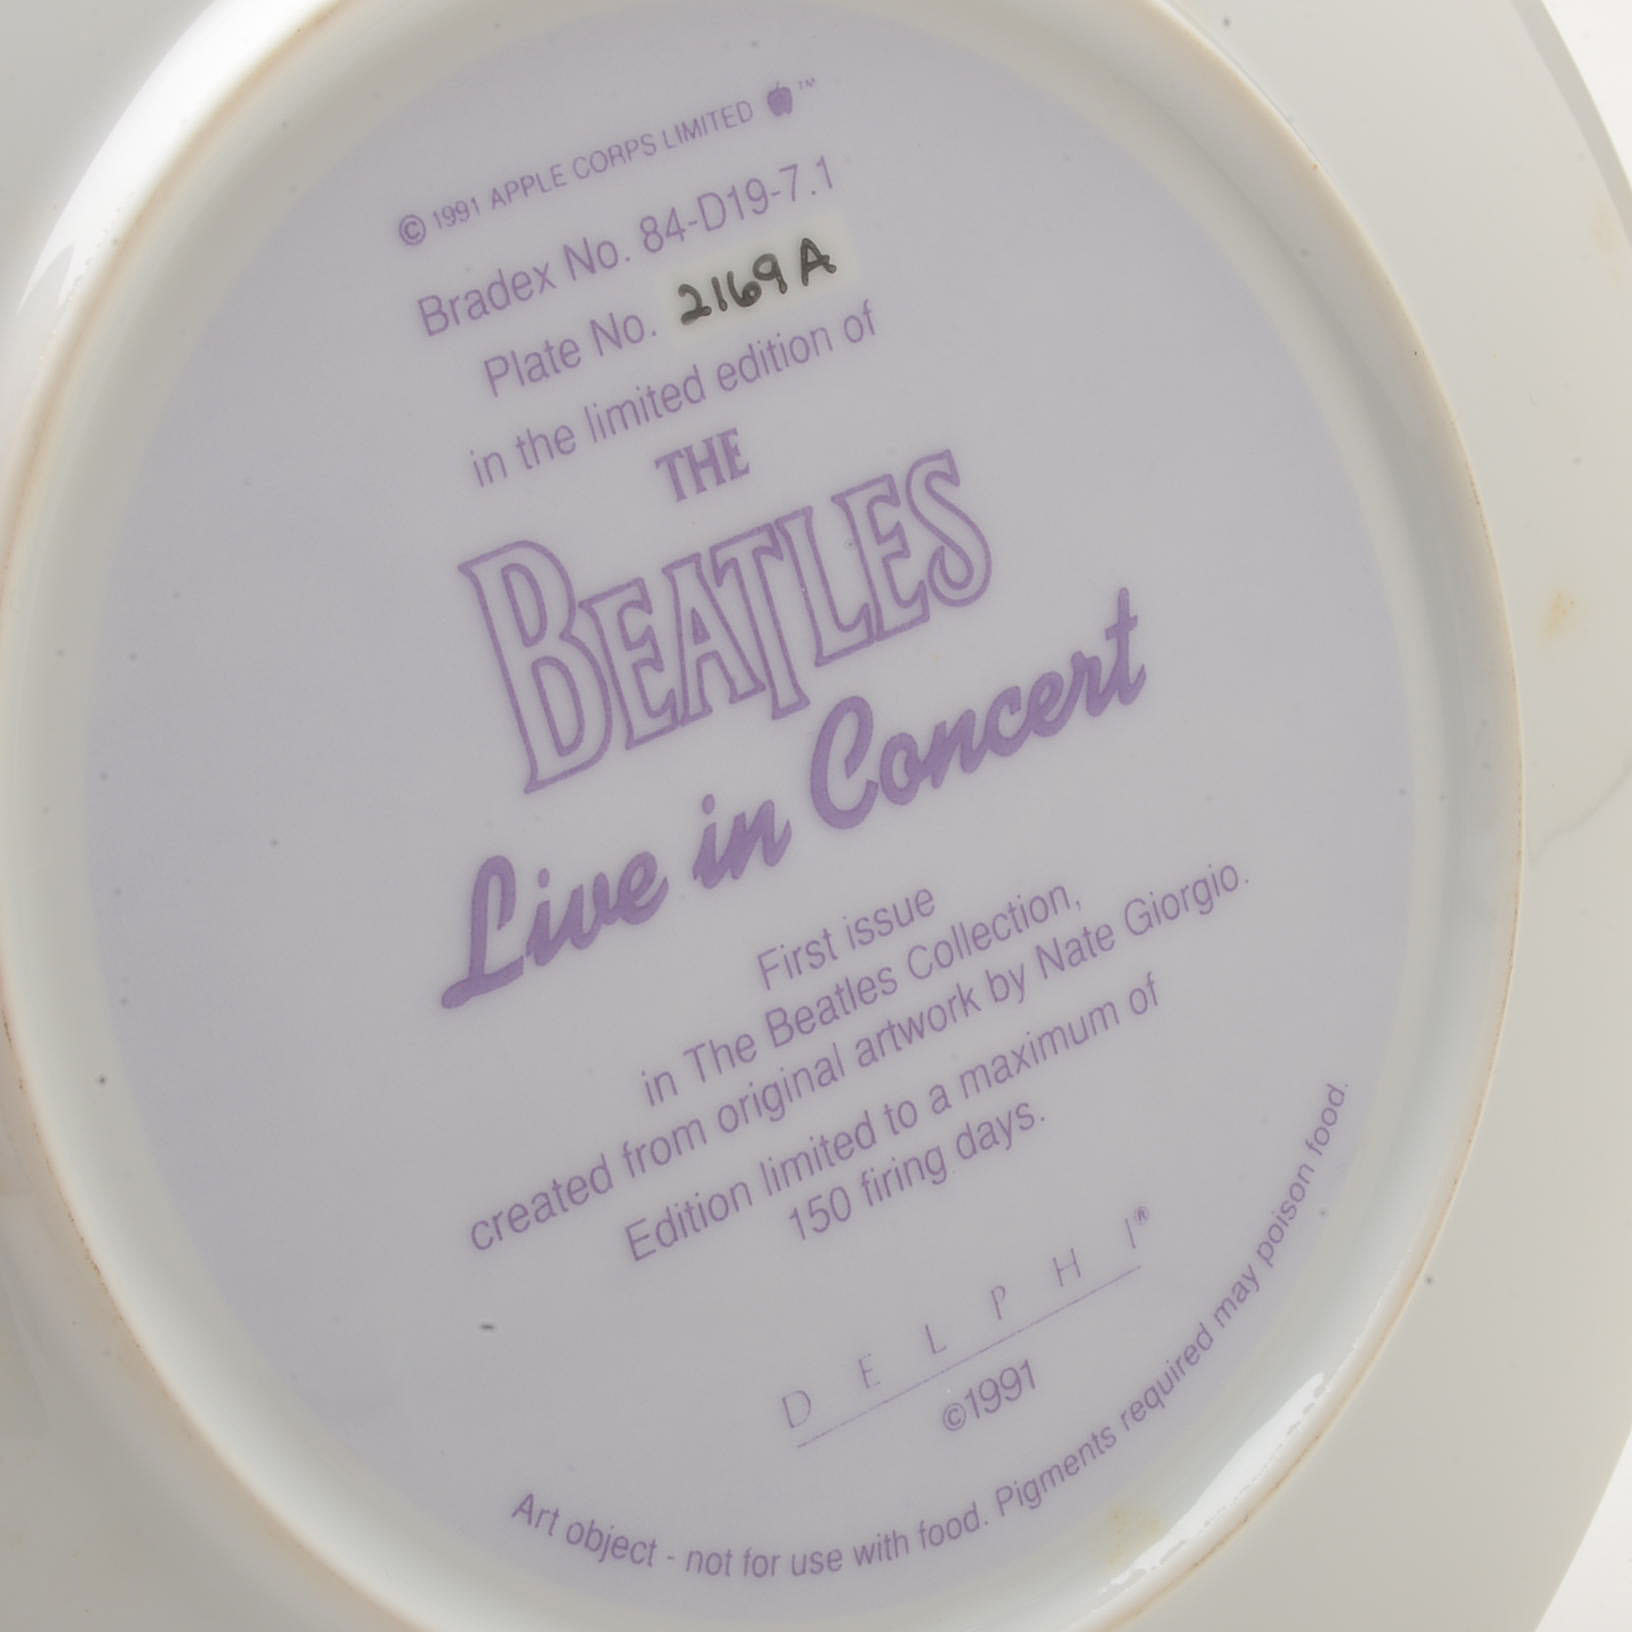 © 1991 APPLE CORPS LIMITED ™
Bradex No. 84-D19-7.1
Plate No. 2169A
in the limited edition of
THE
BEATLES
Live in Concert
First issue
in The Beatles Collection,
created from original artwork by Nate Giorgio.
Edition limited to a maximum of
150 firing days.
DELPHI®
©1991
Art object - not for use with food. Pigments required may poison food.